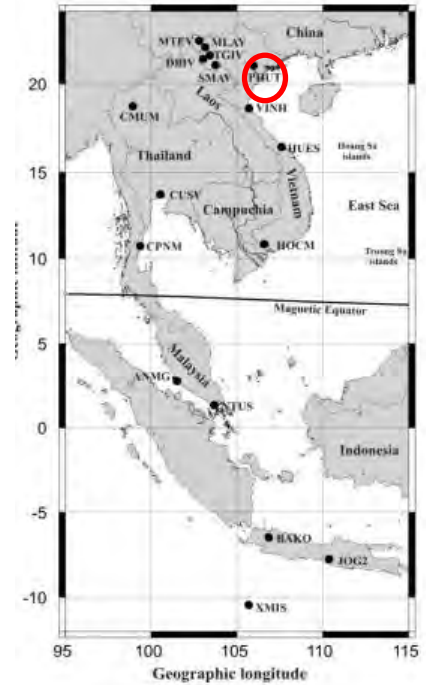 China
MTEV
MLAY
TGIV
DBIV
SMAV
PHUT
20
Laos
CMUM
VINH
HUES
Hoang Sa
islands
15
Thailand
Vietnam
CUSV
Campuchia
East Sea
CPNM
HOCM
Truong Sa
islands
10
Magnetic Equator
5
Malaysia
ANMG
NTUS
0
Indonesia
-5
BAKO
JOG2
-10
XMIS
95 100 105 110 115
Geographic longitude